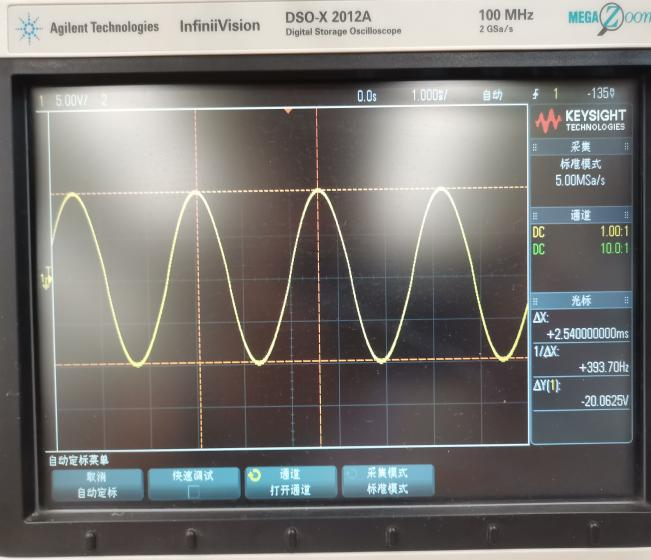 Agilent Technologies
InfiniiVision
DSO-X 2012A
Digital Storage Oscilloscope
100 MHz
2 GSa/s
MEGA Zoom
1 5.00V/ 2 0.0s 1.000°/ 自动 1 -135
KEYSIGHT
TECHNOLOGIES
采集
标准模式
5.00MSa/s
通道
DC 1.00:1
DC 10.0:1
光标
ΔX:
+2.540000000ms
1/ΔX:
+393.70Hz
ΔY(1):
-20.0625V
自动定标菜单
取消
自动定标
快速调试
通道
打开通道
采集模式
标准模式